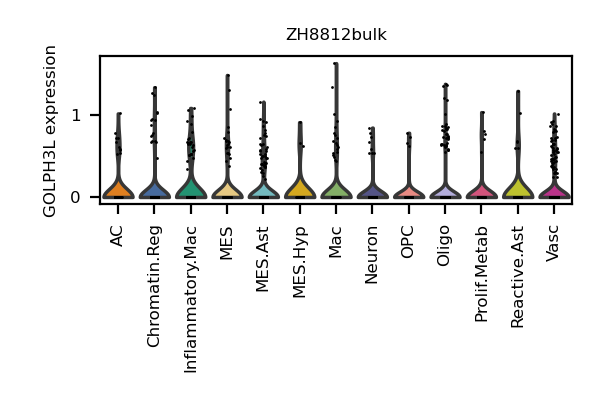 ZH8812bulk
GOLPH3L expression
1
0
AC
Chromatin.Reg
Inflammatory.Mac
MES
MES.Ast
MES.Hyp
Mac
Neuron
OPC
Oligo
Prolif.Metab
Reactive.Ast
Vasc